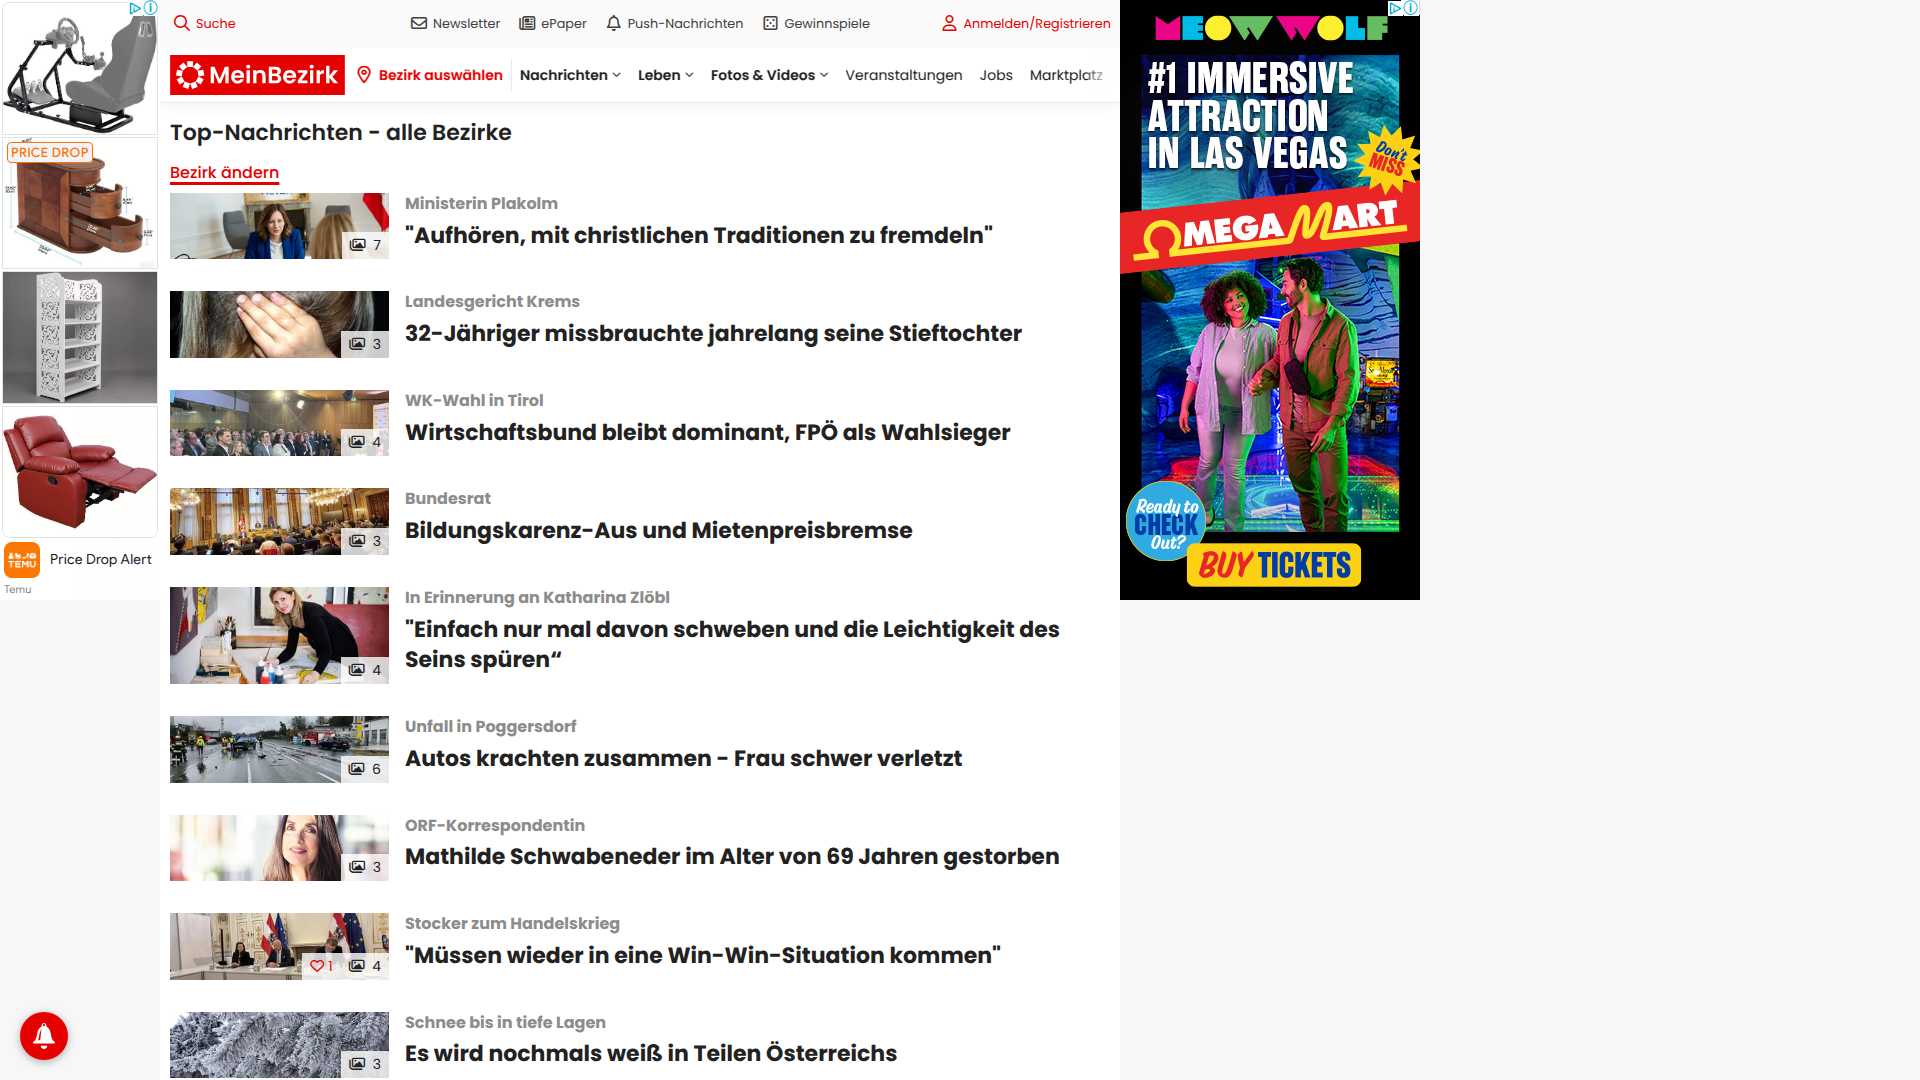 Suche
Newsletter
ePaper
Push-Nachrichten
Gewinnspiele
Anmelden/Registrieren
MeinBezirk
Bezirk auswählen
Nachrichten
Leben
Fotos & Videos
Veranstaltungen
Jobs
Marktplatz
Top-Nachrichten - alle Bezirke
Bezirk ändern
7
Ministerin Plakolm
"Aufhören, mit christlichen Traditionen zu fremdeln"
3
Landesgericht Krems
32-Jähriger missbrauchte jahrelang seine Stieftochter
4
WK-Wahl in Tirol
Wirtschaftsbund bleibt dominant, FPÖ als Wahlsieger
3
Bundesrat
Bildungskarenz-Aus und Mietenpreisbremse
4
In Erinnerung an Katharina Zlöbl
"Einfach nur mal davon schweben und die Leichtigkeit des
Seins spüren“
6
Unfall in Poggersdorf
Autos krachten zusammen - Frau schwer verletzt
3
ORF-Korrespondentin
Mathilde Schwabeneder im Alter von 69 Jahren gestorben
1 4
Stocker zum Handelskrieg
"Müssen wieder in eine Win-Win-Situation kommen"
3
Schnee bis in tiefe Lagen
Es wird nochmals weiß in Teilen Österreichs
PRICE DROP
TEMU
Price Drop Alert
Temu
MEOW WOLF
#1 IMMERSIVE
ATTRACTION
IN LAS VEGAS
Don't
MISS
OMEGA MART
Ready to
CHECK
Out?
BUY TICKETS